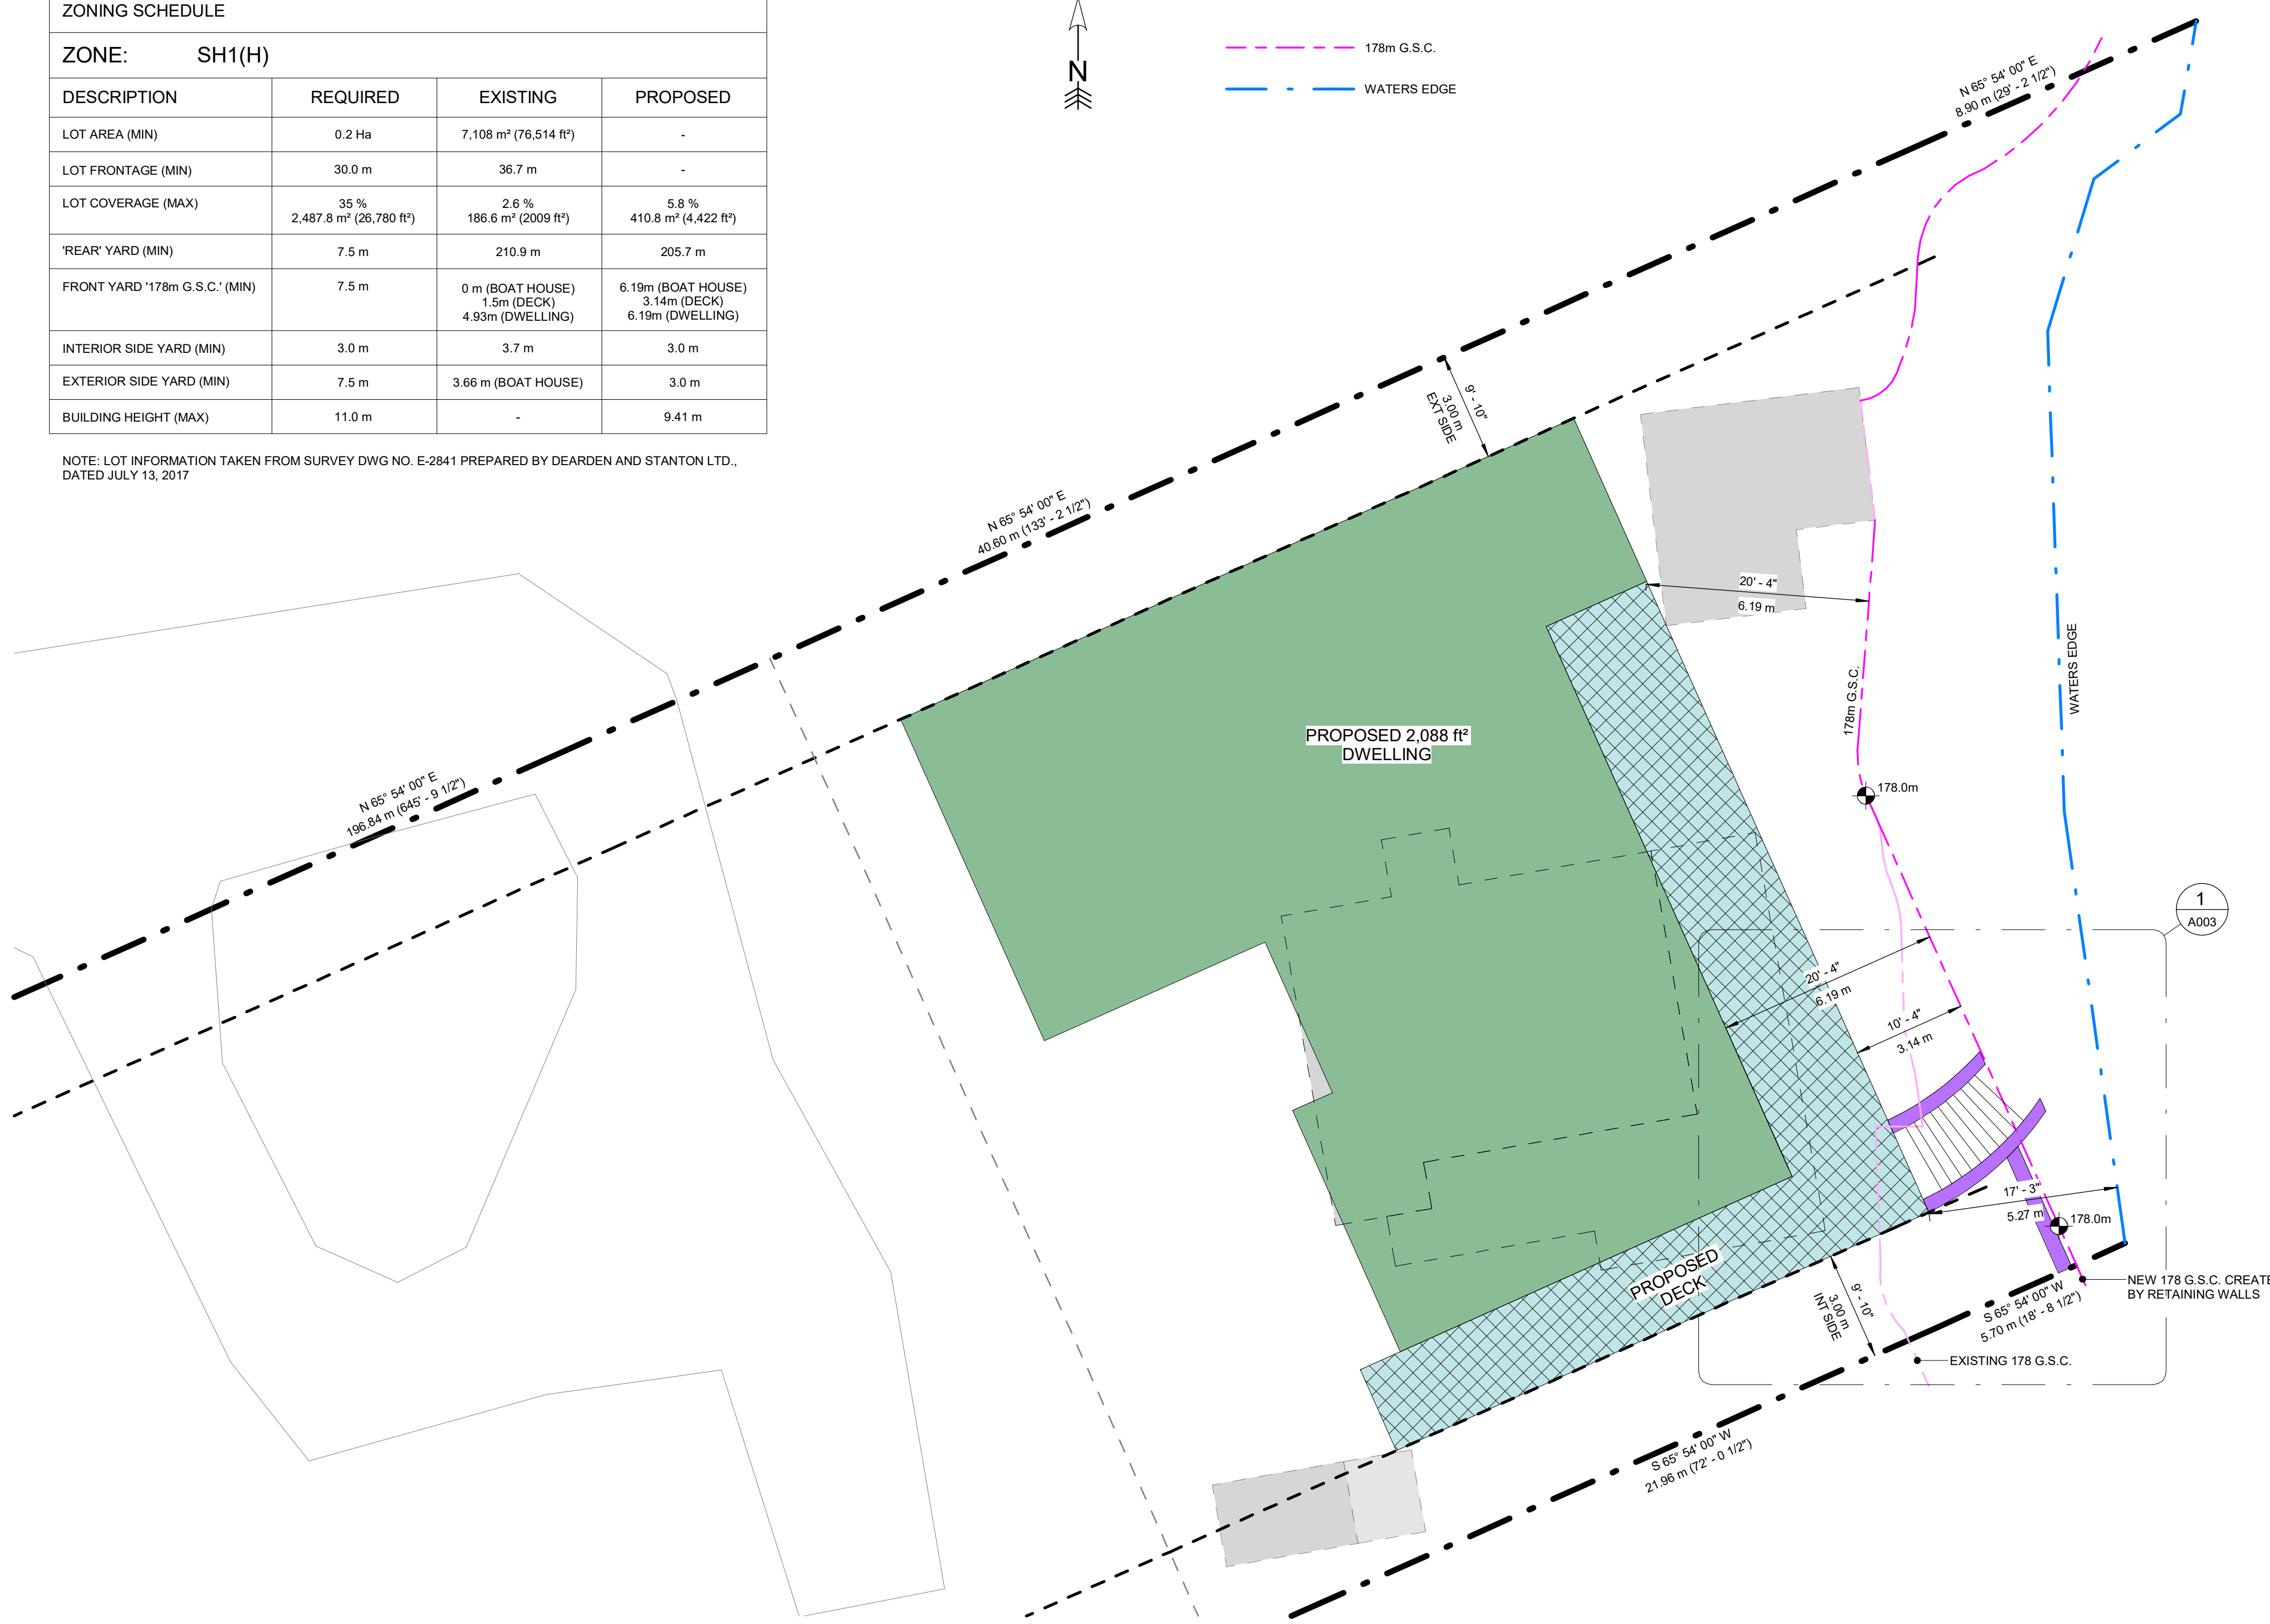 ZONING SCHEDULE
ZONE: SH1(H)
DESCRIPTION REQUIRED EXISTING PROPOSED
LOT AREA (MIN) 0.2 Ha 7,108 m² (76,514 ft²) -
LOT FRONTAGE (MIN) 30.0 m 36.7 m -
LOT COVERAGE (MAX) 35 % 2.6 % 5.8 %
2,487.8 m² (26,780 ft²) 186.6 m² (2009 ft²) 410.8 m² (4,422 ft²)
'REAR' YARD (MIN) 7.5 m 210.9 m 205.7 m
FRONT YARD '178m G.S.C.' (MIN) 7.5 m 0 m (BOAT HOUSE) 6.19m (BOAT HOUSE)
1.5m (DECK) 3.14m (DECK)
4.93m (DWELLING) 6.19m (DWELLING)
INTERIOR SIDE YARD (MIN) 3.0 m 3.7 m 3.0 m
EXTERIOR SIDE YARD (MIN) 7.5 m 3.66 m (BOAT HOUSE) 3.0 m
BUILDING HEIGHT (MAX) 11.0 m - 9.41 m
NOTE: LOT INFORMATION TAKEN FROM SURVEY DWG NO. E-2841 PREPARED BY DEARDEN AND STANTON LTD.,
DATED JULY 13, 2017
N
178m G.S.C.
WATERS EDGE
N 65° 54' 00" E
8.90 m (29' - 2 1/2")
9' - 10"
3.00 m
EXT SIDE
N 65° 54' 00" E
40.60 m (133' - 2 1/2")
20' - 4"
6.19 m
178m G.S.C.
WATERS EDGE
PROPOSED 2,088 ft²
DWELLING
N 65° 54' 00" E
196.84 m (645' - 9 1/2")
178.0m
1
A003
20' - 4"
6.19 m
10' - 4"
3.14 m
17' - 3"
5.27 m
178.0m
PROPOSED
DECK
9' - 10"
3.00 m
INT SIDE
NEW 178 G.S.C. CREATE
BY RETAINING WALLS
S 65° 54' 00" W
5.70 m (18' - 8 1/2")
EXISTING 178 G.S.C.
S 65° 54' 00" W
21.96 m (72' - 0 1/2")